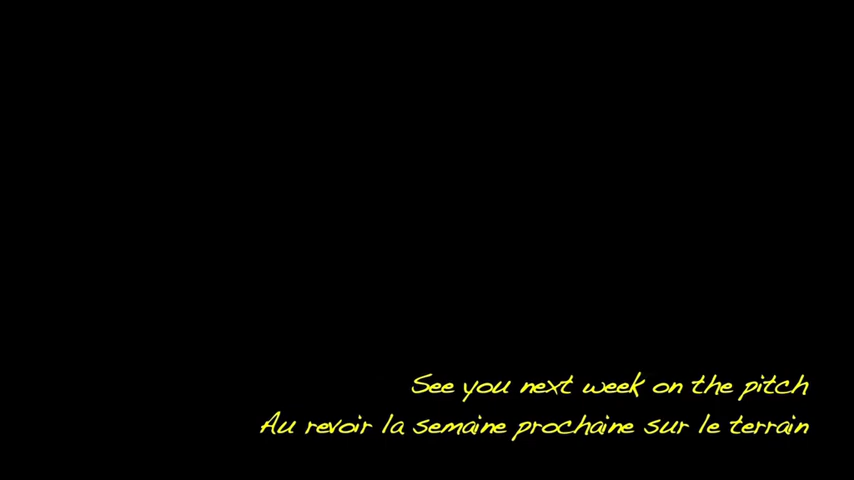 See you next week on the pitch
Au revoir la semaine prochaine sur le terrain